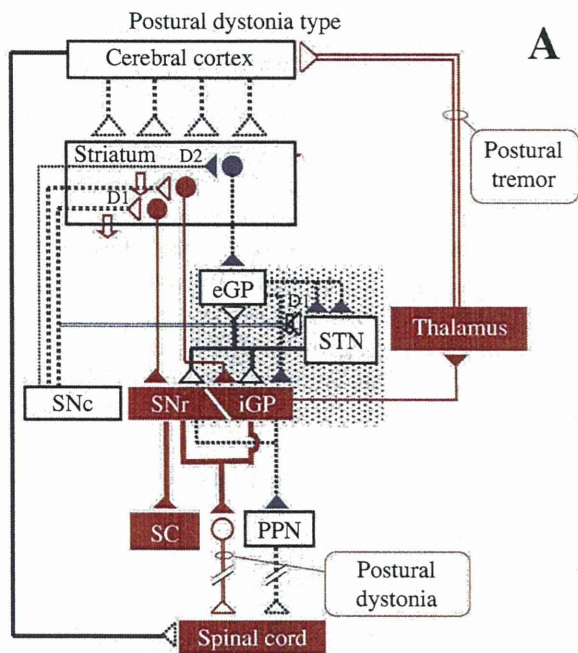 Postural dystonia type
A
Cerebral cortex
Striatum
D2
D1
Postural
tremor
eGP
D1
STN
Thalamus
SNc
SNr
iGP
SC
PPN
Postural
dystonia
Spinal cord